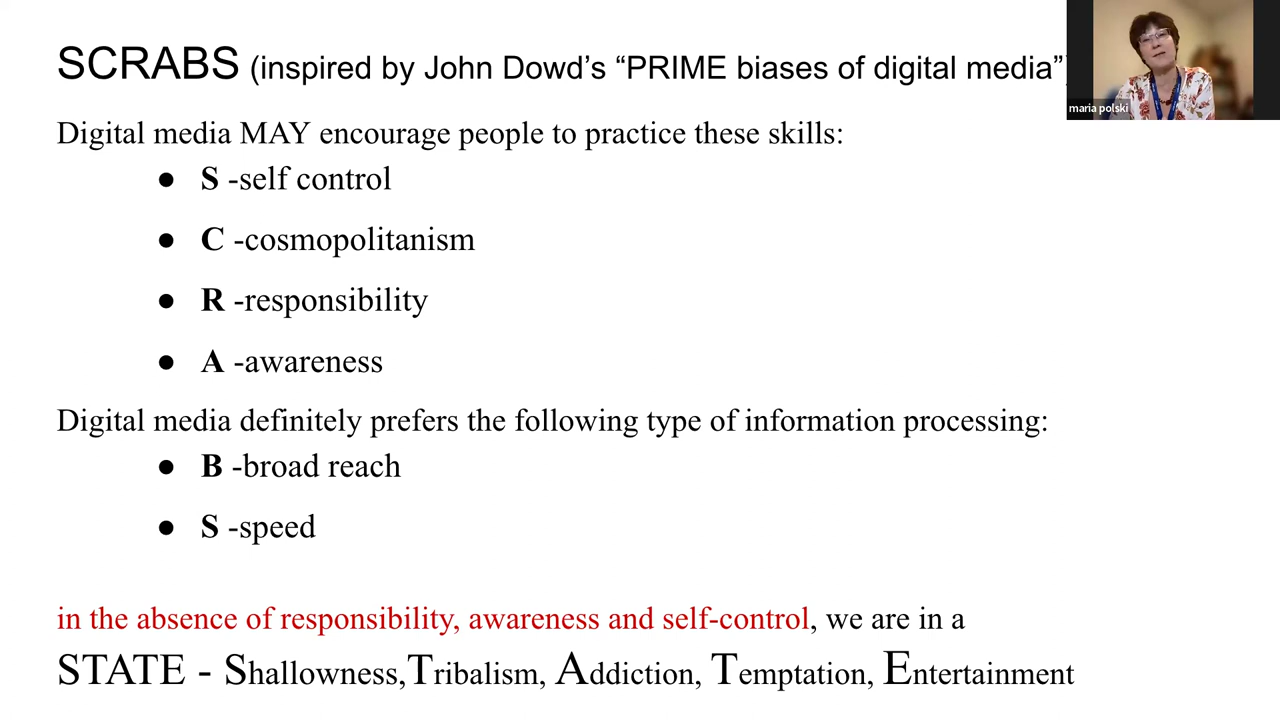 SCRABS (inspired by John Dowd’s “PRIME biases of digital media”)
maria polski
Digital media MAY encourage people to practice these skills:
● S -self control
● C -cosmopolitanism
● R -responsibility
● A -awareness
Digital media definitely prefers the following type of information processing:
● B -broad reach
● S -speed
in the absence of responsibility, awareness and self-control, we are in a
STATE - Shallowness,Tribalism, Addiction, Temptation, Entertainment